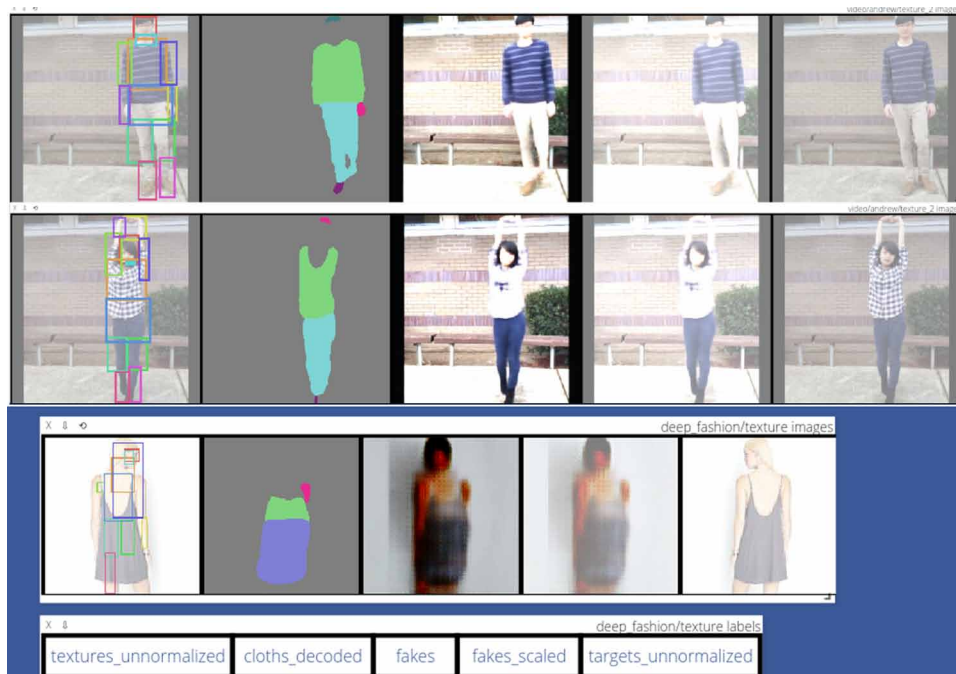 video/andrew/texture_2 image
video/andrew/texture_2 image
X
deep_fashion/texture images
X
deep_fashion/texture labels
textures_unnormalized cloths_decoded fakes fakes_scaled targets_unnormalized